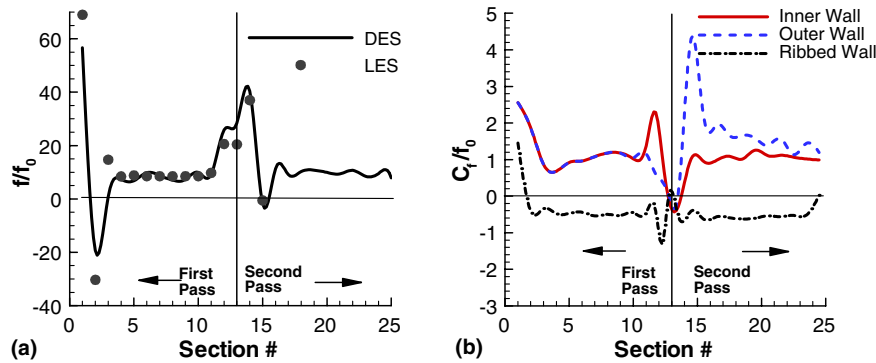 70
60
40
20
0
-20
-40
f/f0
DES
LES
First
Pass
Second
Pass
0 5 10 15 20 25
Section #
(a)
Inner Wall
Outer Wall
Ribbed Wall
5
4
3
2
1
0
-1
-2
-3
Cf/f0
First
Pass
Second
Pass
0 5 10 15 20 25
Section #
(b)